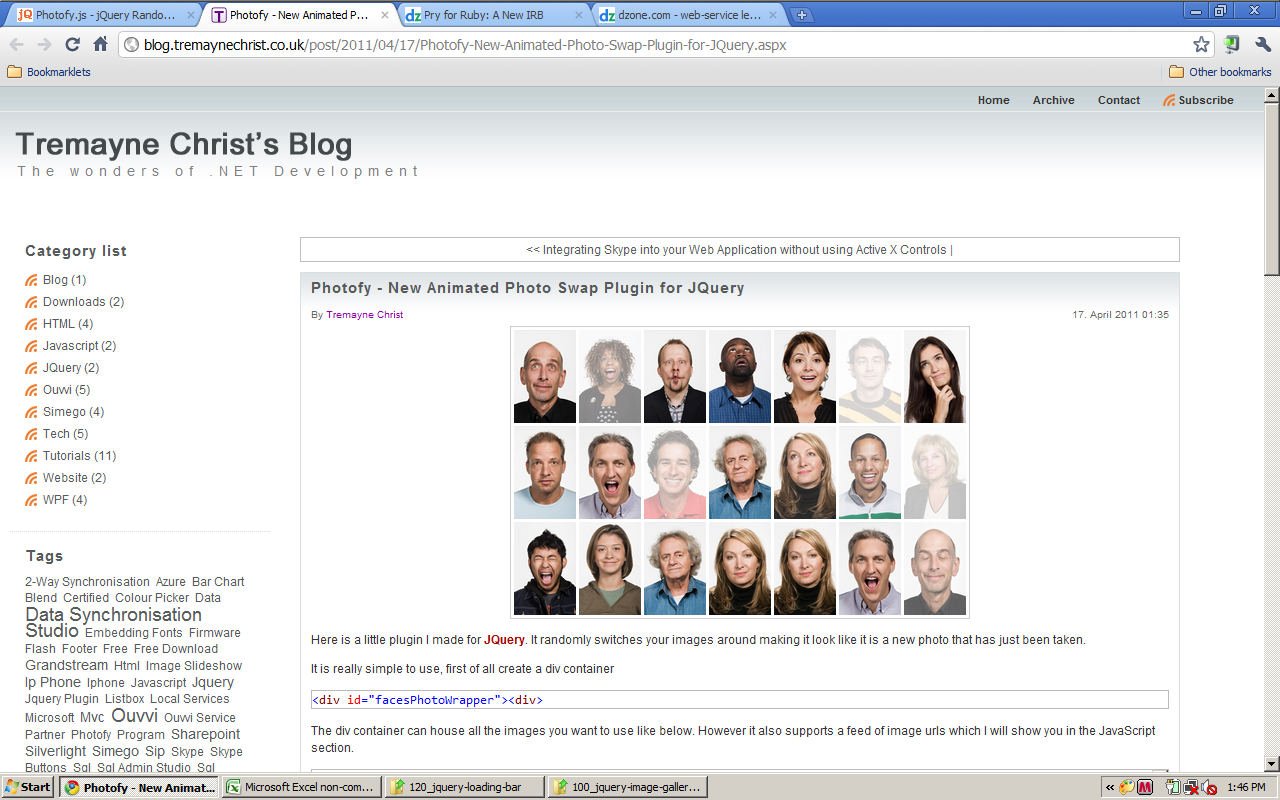 Photofy.js - jQuery Rando...
Photofy - New Animated P...
Pry for Ruby: A New IRB
dzone.com - web-service le...
blog.tremaynechrist.co.uk/post/2011/04/17/Photofy-New-Animated-Photo-Swap-Plugin-for-JQuery.aspx
Bookmarklets
Other bookmarks
Home Archive Contact Subscribe
Tremayne Christ's Blog
The wonders of .NET Development
Category list
Blog (1)
Downloads (2)
HTML (4)
Javascript (2)
JQuery (2)
Ouvvi (5)
Simego (4)
Tech (5)
Tutorials (11)
Website (2)
WPF (4)
Tags
2-Way Synchronisation Azure Bar Chart
Blend Certified Colour Picker Data
Data Synchronisation
Studio Embedding Fonts Firmware
Flash Footer Free Free Download
Grandstream Html Image Slideshow
Ip Phone Iphone Javascript Jquery
Jquery Plugin Listbox Local Services
Microsoft Mvc Ouvvi Ouvvi Service
Partner Photofy Program Sharepoint
Silverlight Simego Sip Skype Skype
Buttons Sql Sql Admin Studio Sql
<< Integrating Skype into your Web Application without using Active X Controls |
Photofy - New Animated Photo Swap Plugin for JQuery
By Tremayne Christ
17. April 2011 01:35
Here is a little plugin I made for JQuery. It randomly switches your images around making it look like it is a new photo that has just been taken.
It is really simple to use, first of all create a div container
<div id="facesPhotoWrapper"><div>
The div container can house all the images you want to use like below. However it also supports a feed of image urls which I will show you in the JavaScript
section.
Start
Photofy - New Animat...
Microsoft Excel non-com...
120_jquery-loading-bar
100_jquery-image-galler...
1:46 PM